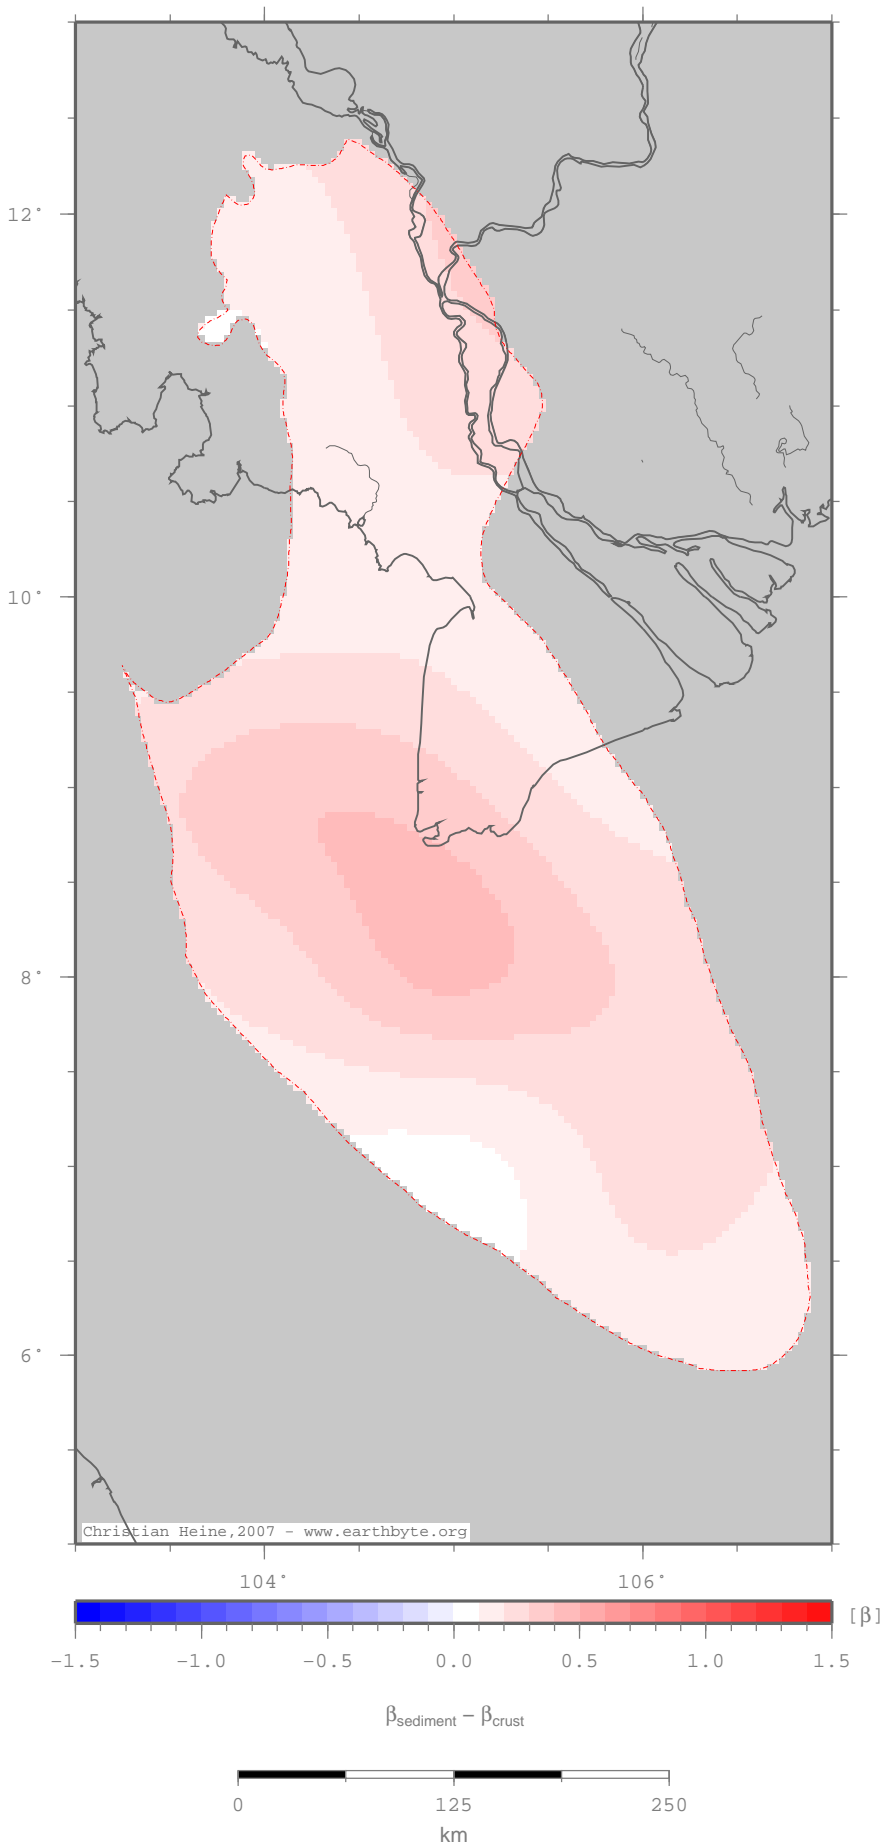 12°
10°
8°
6°
Christian Heine,2007 - www.earthbyte.org
104° 106°
[β]
-1.5 -1.0 -0.5 0.0 0.5 1.0 1.5
βsediment – βcrust
0 125 250
km